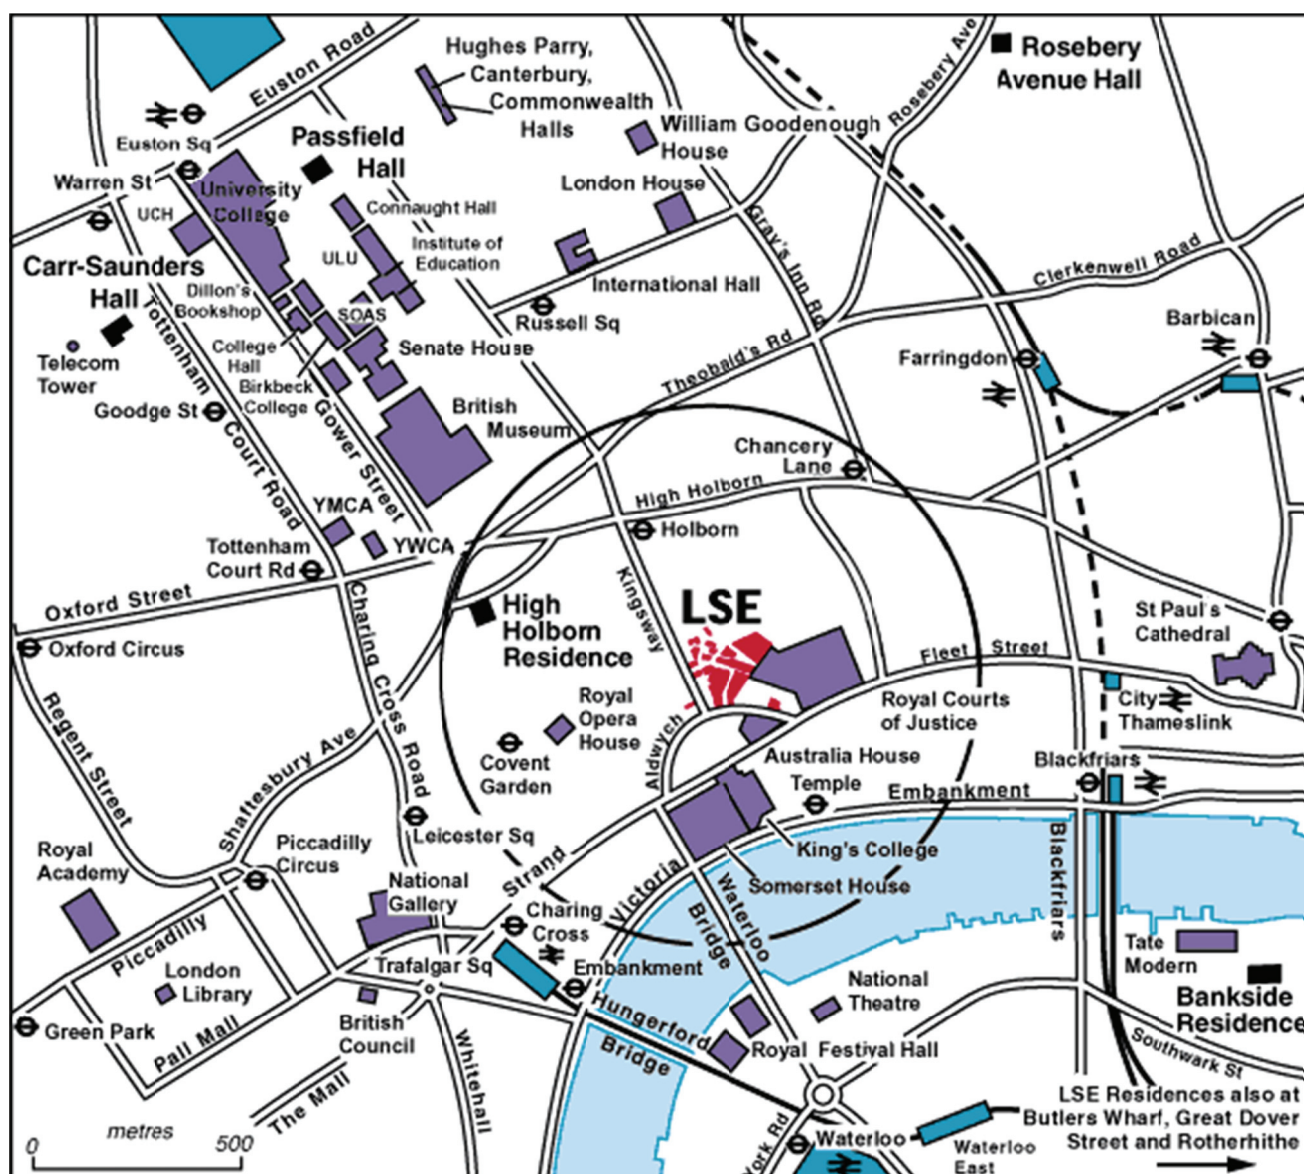 Euston Road
Hughes Parry,
Canterbury,
Commonwealth
Halls
Rosebery Ave
Rosebery
Avenue Hall
Euston Sq
Passfield
Hall
William Goodenough
House
Warren St
University
College
London House
UCH
Connaught Hall
Gray's Inn Rd
ULU
Institute of
Education
Clerkenwell Road
Carr-Saunders
Hall
Dillon's
Bookshop
International Hall
SOAS
Russell Sq
Barbican
Tottenham
Court Road
College
Hall
Senate House
Theobald's Rd
Farringdon
Telecom
Tower
Birkbeck
College
Goodge St
Gower Street
British
Museum
Chancery
Lane
High Holborn
YMCA
Holborn
YWCA
Tottenham
Court Rd
Oxford Street
Charing Cross Road
High
Holborn
Residence
Kingsway
LSE
St Paul's
Cathedral
Fleet Street
Oxford Circus
Royal
Opera
House
Royal Courts
of Justice
City
Thameslink
Regent Street
Shaftesbury Ave
Covent
Garden
Aldwych
Australia House
Temple
Blackfriars
Embankment
Leicester Sq
Piccadilly
Circus
Royal
Academy
Strand
King's College
Blackfriars
Somerset House
National
Gallery
Victoria
Waterloo
Bridge
Charing
Cross
Piccadilly
Trafalgar Sq
Embankment
Tate
Modern
London
Library
National
Theatre
Bankside
Residence
Green Park
Pall Mall
British
Council
Hungerford
Bridge
Royal Festival Hall
Southwark St
Whitehall
The Mall
LSE Residences also at
Butlers Wharf, Great Dover
Street and Rotherhithe
metres
0 500
York Rd
Waterloo
Waterloo
East